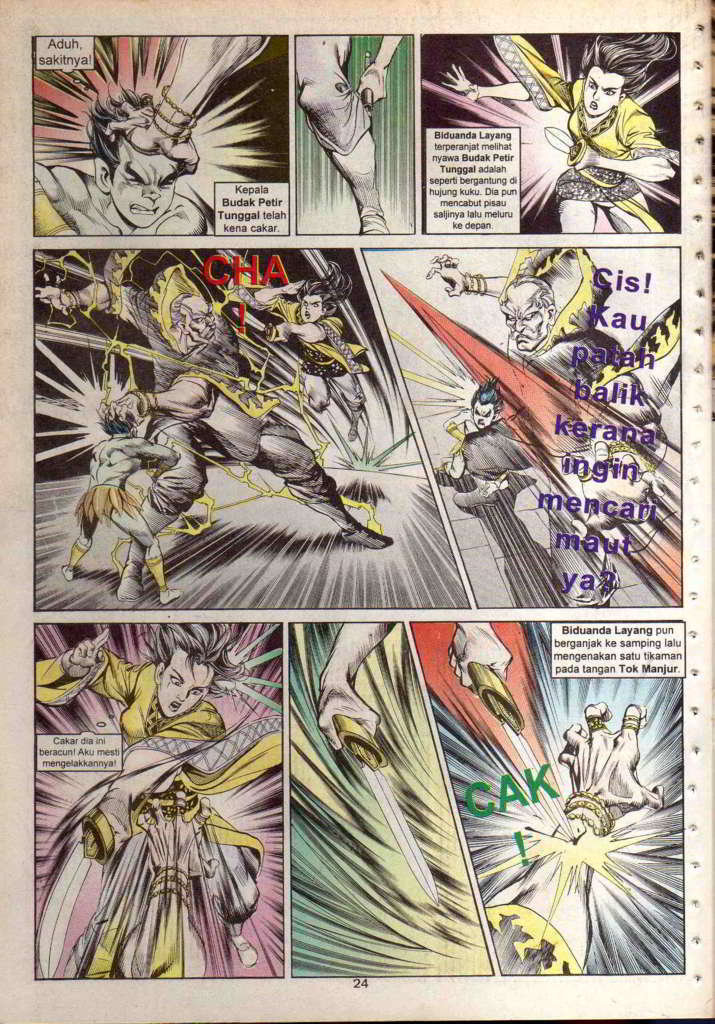 Aduh,
sakitnya!
Kepala
Budak Petir
Tunggal telah
kena cakar.
Biduanda Layang
terperanjat melihat
nyawa Budak Petir
Tunggal adalah
seperti bergantung di
hujung kuku. Dia pun
mencabut pisau
saljinya lalu meluru
ke depan.
CHA
!
Cis!
Kau
patah
balik
kerana
ingin
mencari
maut
ya?
Cakar dia ini
beracun! Aku mesti
mengelakkannya!
Biduanda Layang pun
berganjak ke samping lalu
mengenakan satu tikaman
pada tangan Tok Manjur.
CAK
!
24